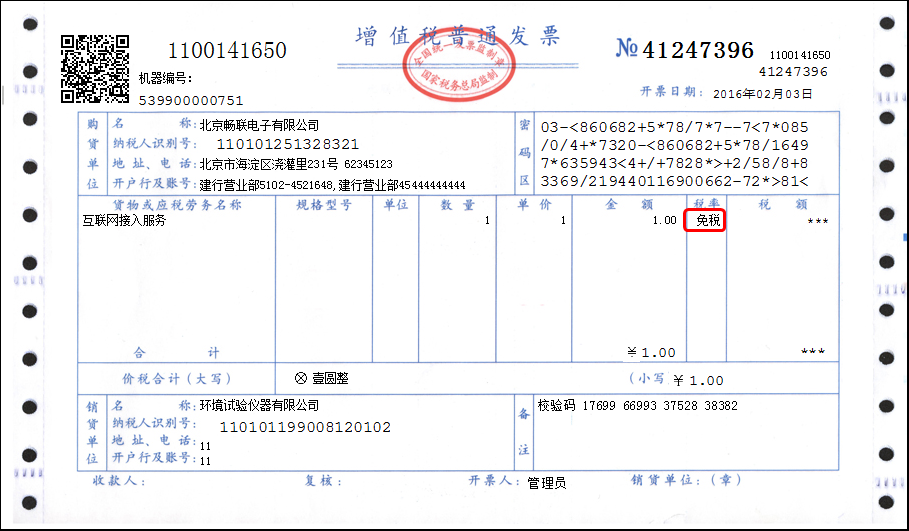 增值税普通发票
全国统一发票监制章
国家税务总局监制
1100141650
№ 41247396
1100141650
41247396
机器编号:
539900000751
开票日期: 2016年02月03日
购货单位
名 称: 北京畅联电子有限公司
纳税人识别号: 110101251328321
地 址、电 话: 北京市海淀区浇灌里231号 62345123
开户行及账号: 建行营业部5102-4521648,建行营业部45444444444
密码区
03-<860682+5*78/7*7--7<7*085
/0/4+*7320-<860682+5*78/1649
7*635943<4+/+7828*>+2/58/8+8
3369/219440116900662-72*>81<
货物或应税劳务名称 规格型号 单位 数 量 单 价 金 额 税率 税 额
互联网接入服务 1 1 1.00 免税 ***
合 计 ￥1.00 ***
价税合计（大写） ⊗ 壹圆整 （小写 ￥1.00
销货单位
名 称: 环境试验仪器有限公司
纳税人识别号: 110101199008120102
地 址、电 话: 11
开户行及账号: 11
备注
校验码 17699 66993 37528 38382
收款人: 复核: 开票人: 管理员 销货单位:（章）